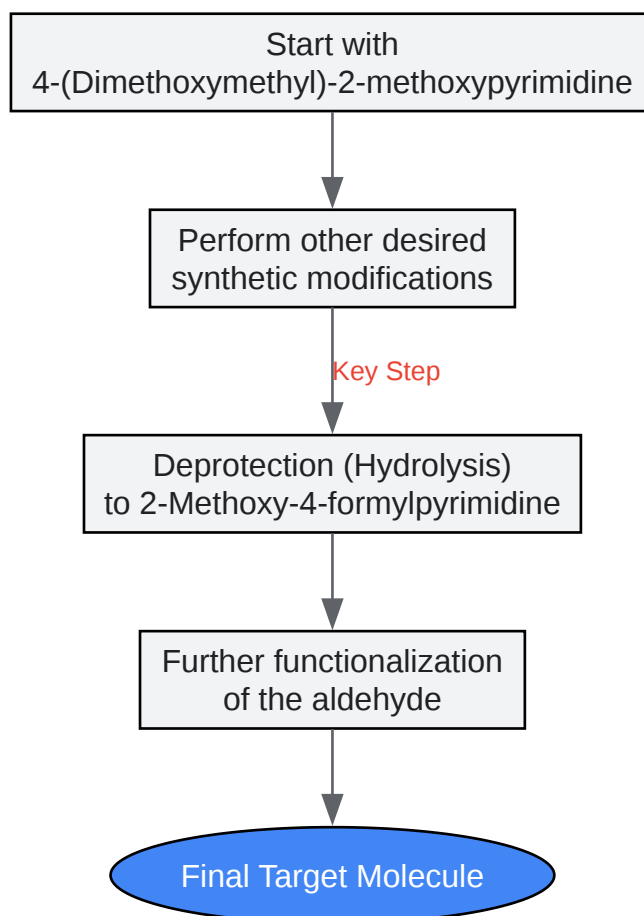 Start with
4-(Dimethoxymethyl)-2-methoxypyrimidine
Perform other desired
synthetic modifications
Key Step
Deprotection (Hydrolysis)
to 2-Methoxy-4-formylpyrimidine
Further functionalization
of the aldehyde
Final Target Molecule